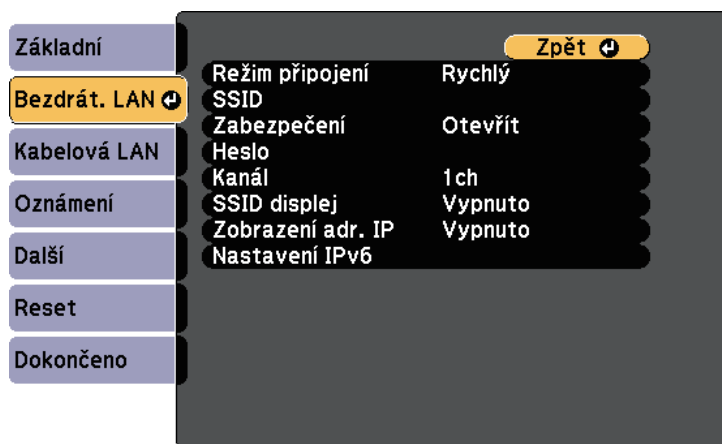 Základní
Bezdrát. LAN
Kabelová LAN
Oznámení
Další
Reset
Dokončeno
Zpět
Režim připojení Rychlý
SSID
Zabezpečení Otevřít
Heslo
Kanál 1ch
SSID displej Vypnuto
Zobrazení adr. IP Vypnuto
Nastavení IPv6